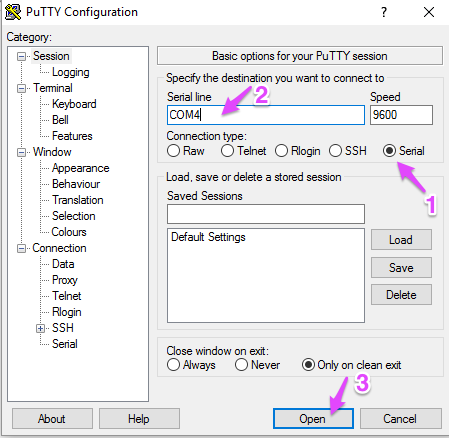 PuTTY Configuration
Category:
Session
Logging
Terminal
Keyboard
Bell
Features
Window
Appearance
Behaviour
Translation
Selection
Colours
Connection
Data
Proxy
Telnet
Rlogin
SSH
Serial
Basic options for your PuTTY session
Specify the destination you want to connect to
Serial line Speed
COM4 9600
2
Connection type:
Raw Telnet Rlogin SSH Serial
1
Load, save or delete a stored session
Saved Sessions
Default Settings
Load
Save
Delete
Close window on exit:
Always Never Only on clean exit
3
About Help Open Cancel